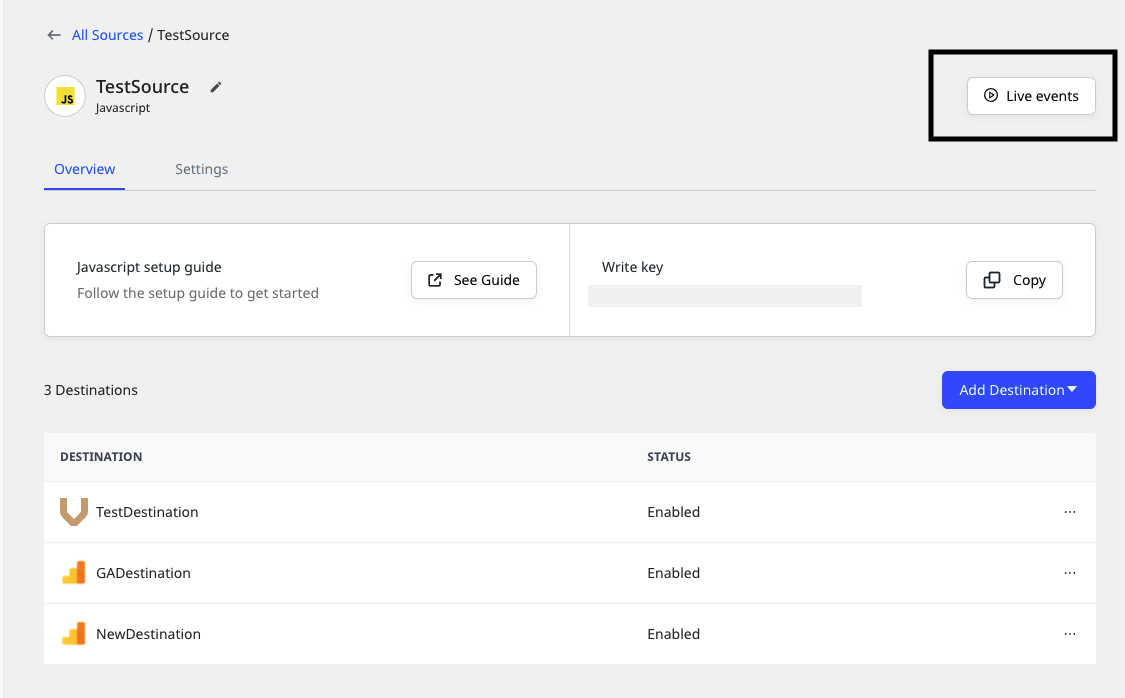 All Sources / TestSource
JS
TestSource
Javascript
Live events
Overview
Settings
Javascript setup guide
Follow the setup guide to get started
See Guide
Write key
Copy
3 Destinations
Add Destination
DESTINATION STATUS
TestDestination Enabled ...
GADestination Enabled ...
NewDestination Enabled ...